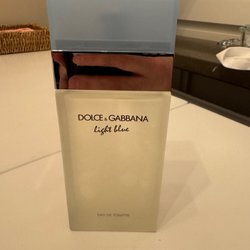 DOLCE & GABBANA
light blue
EAU DE TOILETTE